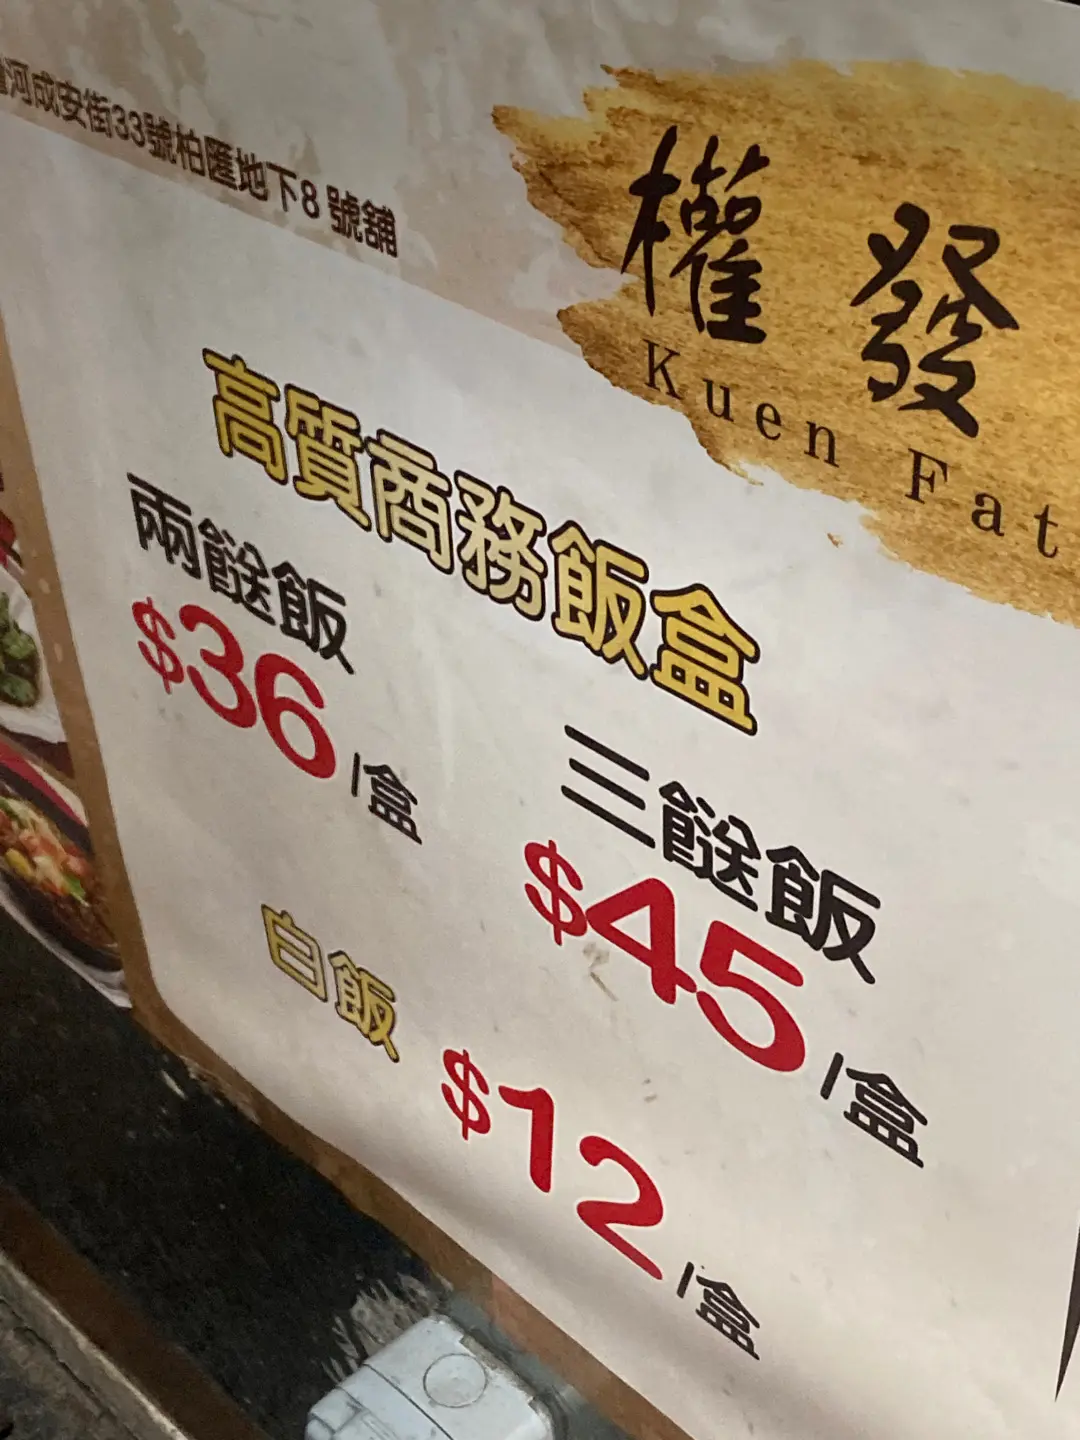 河成安街33號柏匯地下8 號舖
權發
Kuen Fat
高質商務飯盒
兩餸飯
$36 /盒
三餸飯
$45 /盒
白飯
$12 /盒